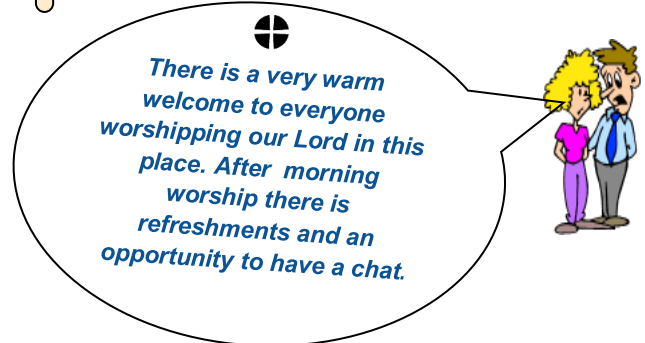 There is a very warm
welcome to everyone
worshipping our Lord in this
place. After  morning
worship there is
refreshments and an
opportunity to have a chat.